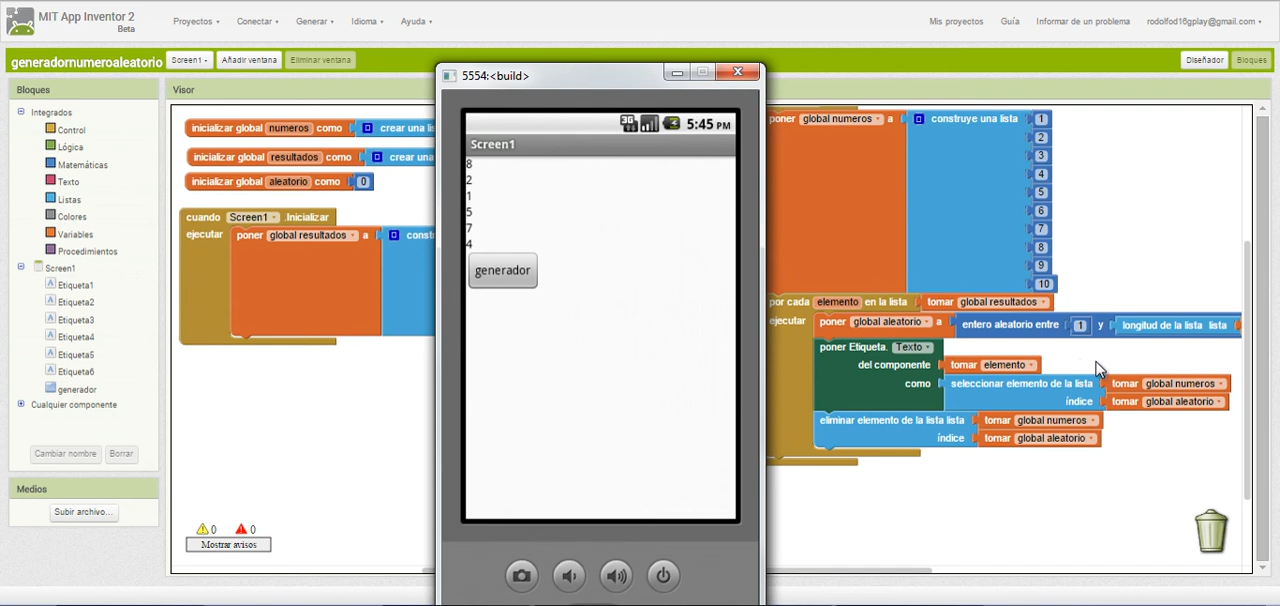 MIT App Inventor 2
Beta
Proyectos Conectar Generar Idioma Ayuda
Mis proyectos Guía Informar de un problema rodolfod16gplay@gmail.com
generadornumeroaleatorio Screen1 Añadir ventana Eliminar ventana
Diseñador Bloques
Bloques
Integrados
Control
Lógica
Matemáticas
Texto
Listas
Colores
Variables
Procedimientos
Screen1
Etiqueta1
Etiqueta2
Etiqueta3
Etiqueta4
Etiqueta5
Etiqueta6
generador
Cualquier componente
Cambiar nombre Borrar
Medios
Subir archivo...
Visor
inicializar global numeros como crear una
inicializar global resultados como crear una
inicializar global aleatorio como 0
cuando Screen1 .Inicializar
ejecutar poner global resultados a
0 0
Mostrar avisos
5554:<build>
3G 5:45 PM
Screen1
8
2
1
5
7
4
generador
poner global numeros a construye una lista 1
2
3
4
5
6
7
8
9
10
por cada elemento en la lista tomar global resultados
ejecutar poner global aleatorio a entero aleatorio entre 1 y longitud de la lista lista
poner Etiqueta. Texto
del componente tomar elemento
como seleccionar elemento de la lista tomar global numeros
índice tomar global aleatorio
eliminar elemento de la lista lista tomar global numeros
índice tomar global aleatorio